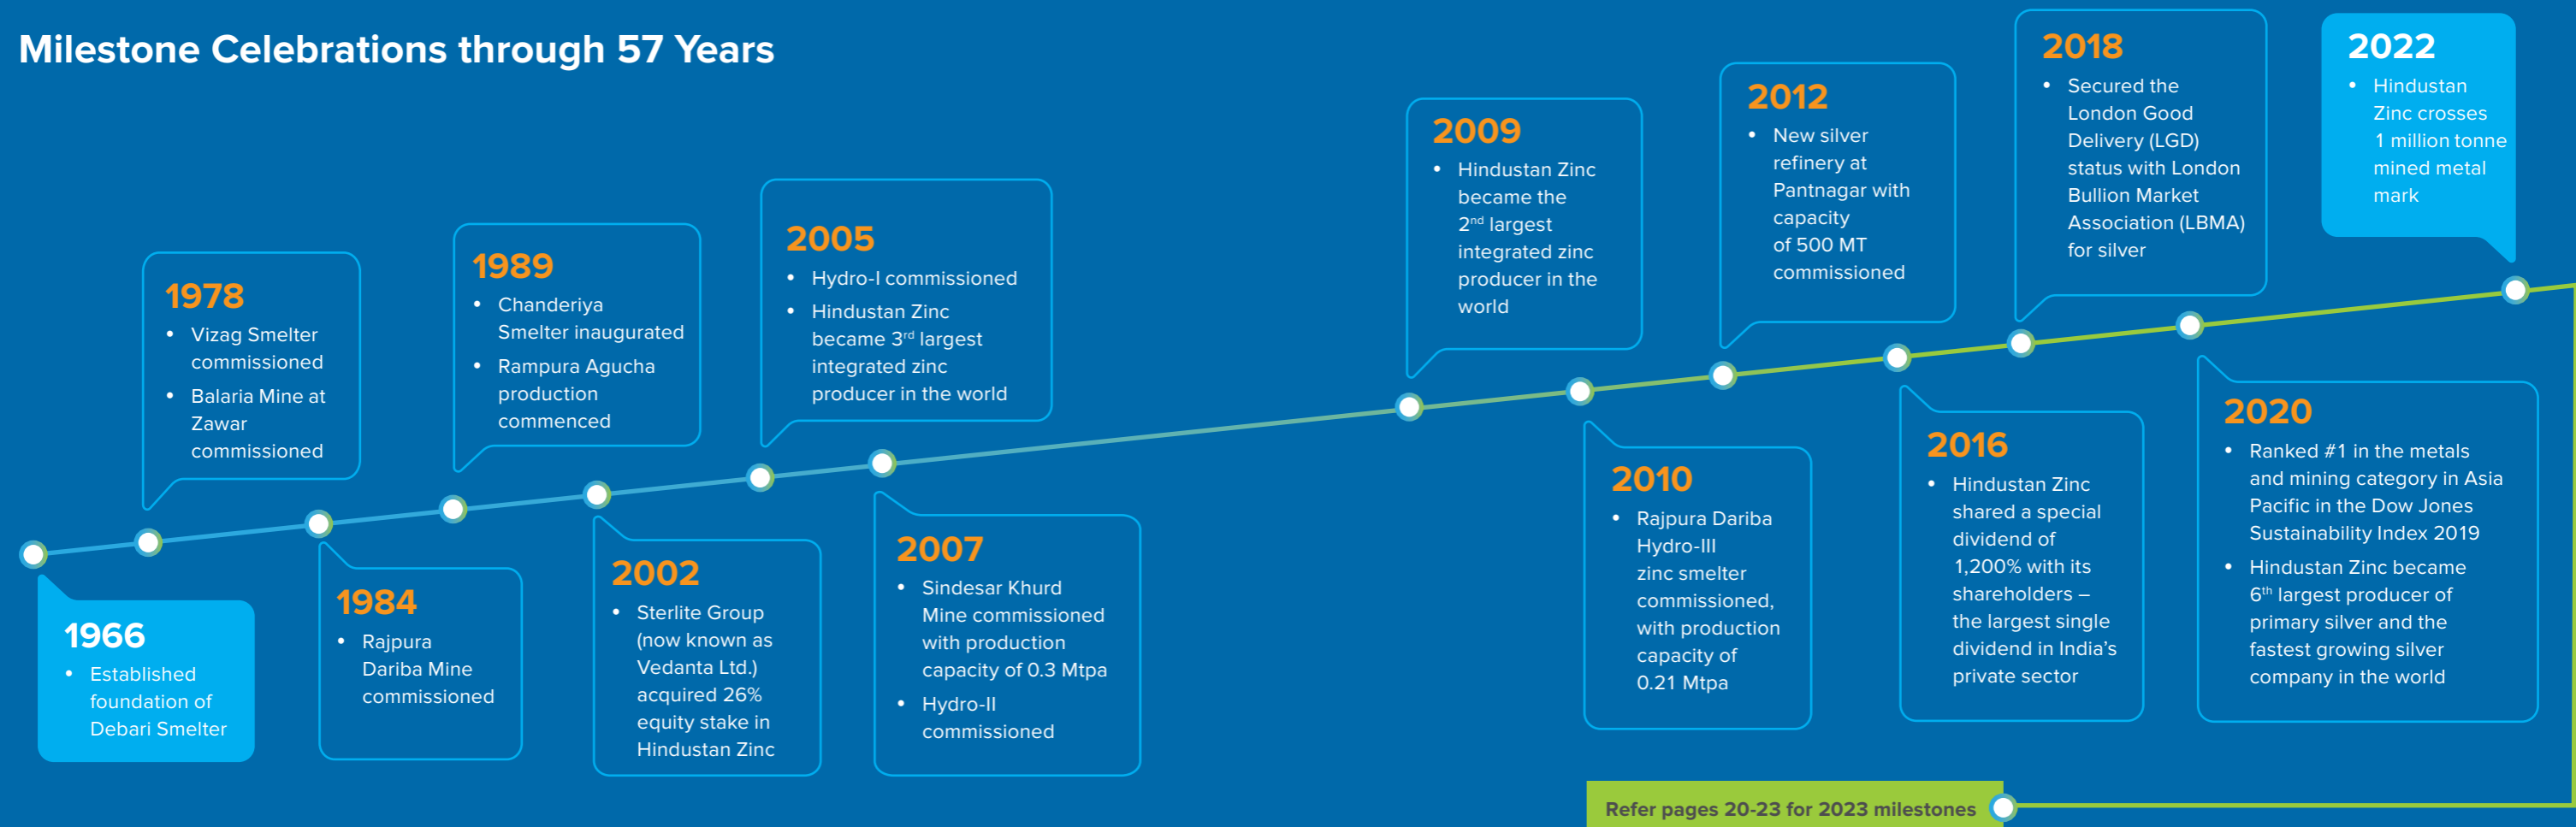 Milestone Celebrations through 57 Years
1966
• Established
foundation of
Debari Smelter
1978
• Vizag Smelter
commissioned
• Balaria Mine at
Zawar
commissioned
1984
• Rajpura
Dariba Mine
commissioned
1989
• Chanderiya
Smelter inaugurated
• Rampura Agucha
production
commenced
2002
• Sterlite Group
(now known as
Vedanta Ltd.)
acquired 26%
equity stake in
Hindustan Zinc
2005
• Hydro-I commissioned
• Hindustan Zinc
became 3rd largest
integrated zinc
producer in the world
2007
• Sindesar Khurd
Mine commissioned
with production
capacity of 0.3 Mtpa
• Hydro-II
commissioned
2009
• Hindustan Zinc
became the
2nd largest
integrated zinc
producer in the
world
2010
• Rajpura Dariba
Hydro-III
zinc smelter
commissioned,
with production
capacity of
0.21 Mtpa
2012
• New silver
refinery at
Pantnagar with
capacity
of 500 MT
commissioned
2016
• Hindustan Zinc
shared a special
dividend of
1,200% with its
shareholders –
the largest single
dividend in India's
private sector
2018
• Secured the
London Good
Delivery (LGD)
status with London
Bullion Market
Association (LBMA)
for silver
2020
• Ranked #1 in the metals
and mining category in Asia
Pacific in the Dow Jones
Sustainability Index 2019
• Hindustan Zinc became
6th largest producer of
primary silver and the
fastest growing silver
company in the world
2022
• Hindustan
Zinc crosses
1 million tonne
mined metal
mark
Refer pages 20-23 for 2023 milestones